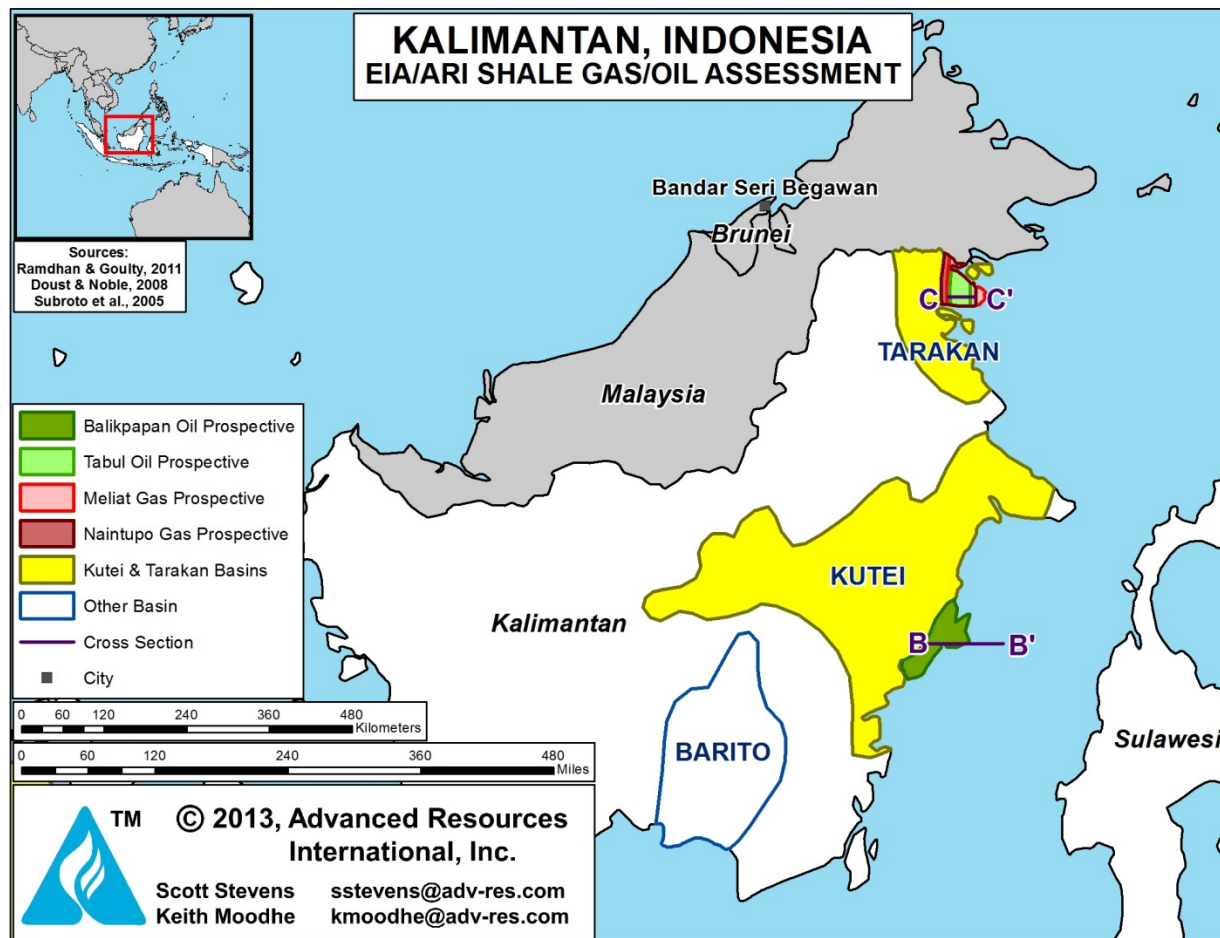 KALIMANTAN, INDONESIA
EIA/ARI SHALE GAS/OIL ASSESSMENT
Sources:
Ramdhan & Goulty, 2011
Doust & Noble, 2008
Subroto et al., 2005
Bandar Seri Begawan
Brunei
C C'
TARAKAN
Malaysia
Balikpapan Oil Prospective
Tabul Oil Prospective
Meliat Gas Prospective
Naintupo Gas Prospective
Kutei & Tarakan Basins
Other Basin
Cross Section
City
KUTEI
Kalimantan
B B'
BARITO
Sulawesi
0 30 60 120 240 360 480
Kilometers
0 30 60 120 240 360 480
Miles
TM
© 2013, Advanced Resources
International, Inc.
Scott Stevens sstevens@adv-res.com
Keith Moodhe kmoodhe@adv-res.com